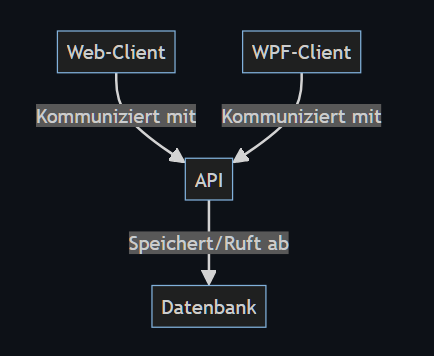 Web-Client
WPF-Client
Kommuniziert mit
Kommuniziert mit
API
Speichert/Ruft ab
Datenbank